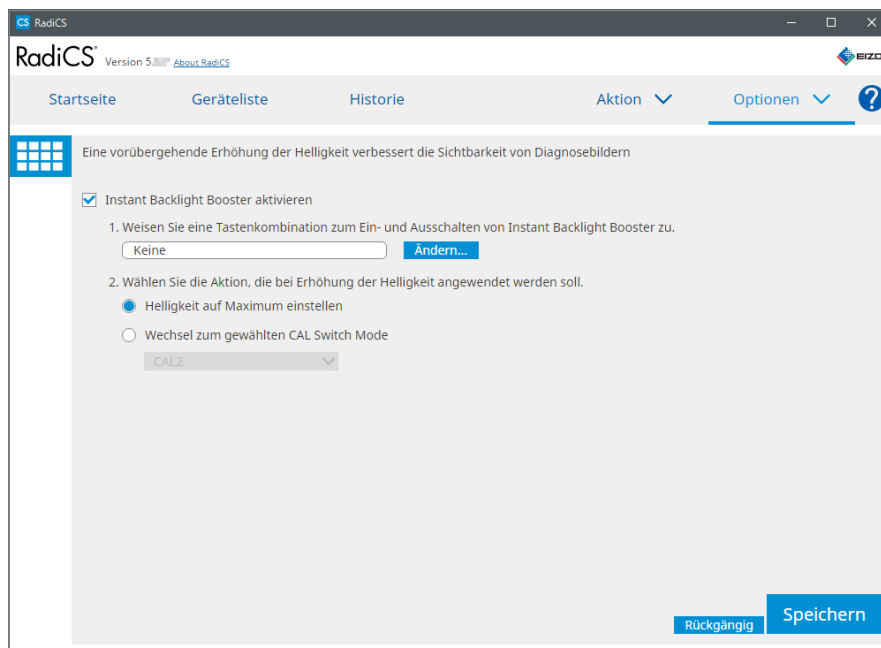 CS RadiCS
RadiCS® Version 5. About RadiCS
EIZO
Startseite Geräteliste Historie Aktion Optionen ?
Eine vorübergehende Erhöhung der Helligkeit verbessert die Sichtbarkeit von Diagnosebildern
Instant Backlight Booster aktivieren
1. Weisen Sie eine Tastenkombination zum Ein- und Ausschalten von Instant Backlight Booster zu.
Keine Ändern...
2. Wählen Sie die Aktion, die bei Erhöhung der Helligkeit angewendet werden soll.
Helligkeit auf Maximum einstellen
Wechsel zum gewählten CAL Switch Mode
CAL2
Rückgängig Speichern